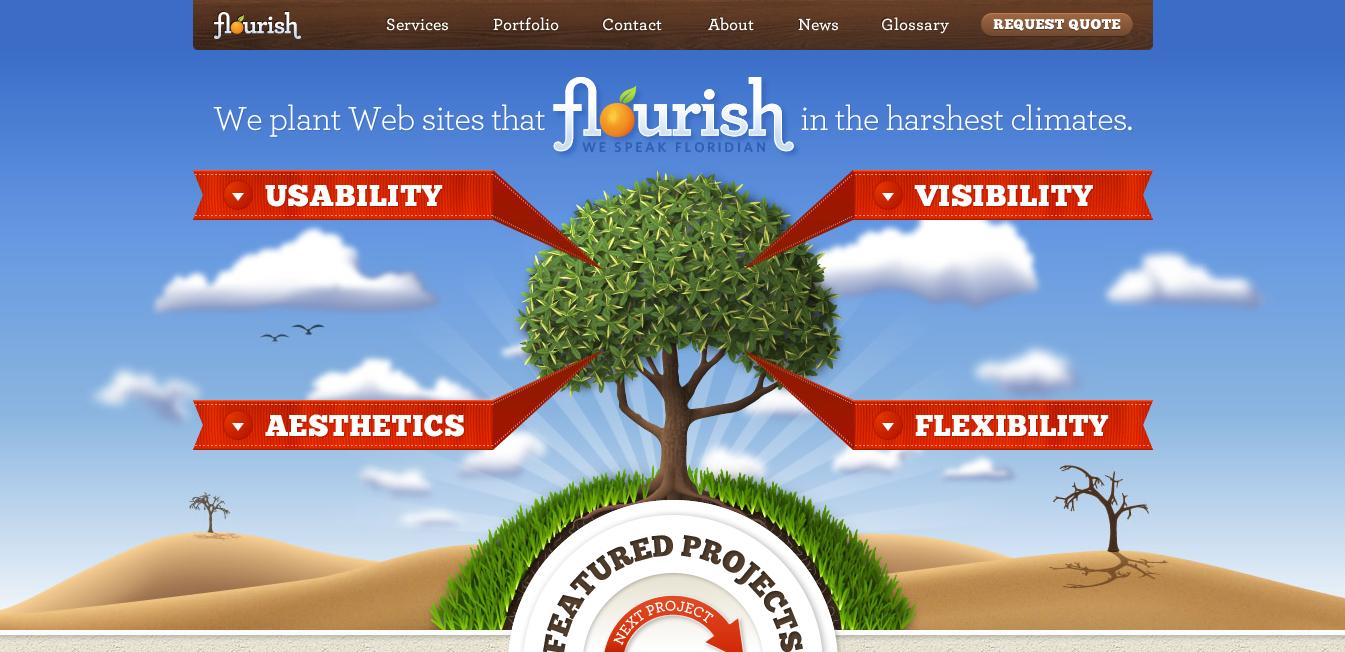 flourish Services Portfolio Contact About News Glossary REQUEST QUOTE
We plant Web sites that flourish in the harshest climates.
WE SPEAK FLORIDIAN
USABILITY VISIBILITY
AESTHETICS FLEXIBILITY
FEATURED PROJECTS
NEXT PROJECT